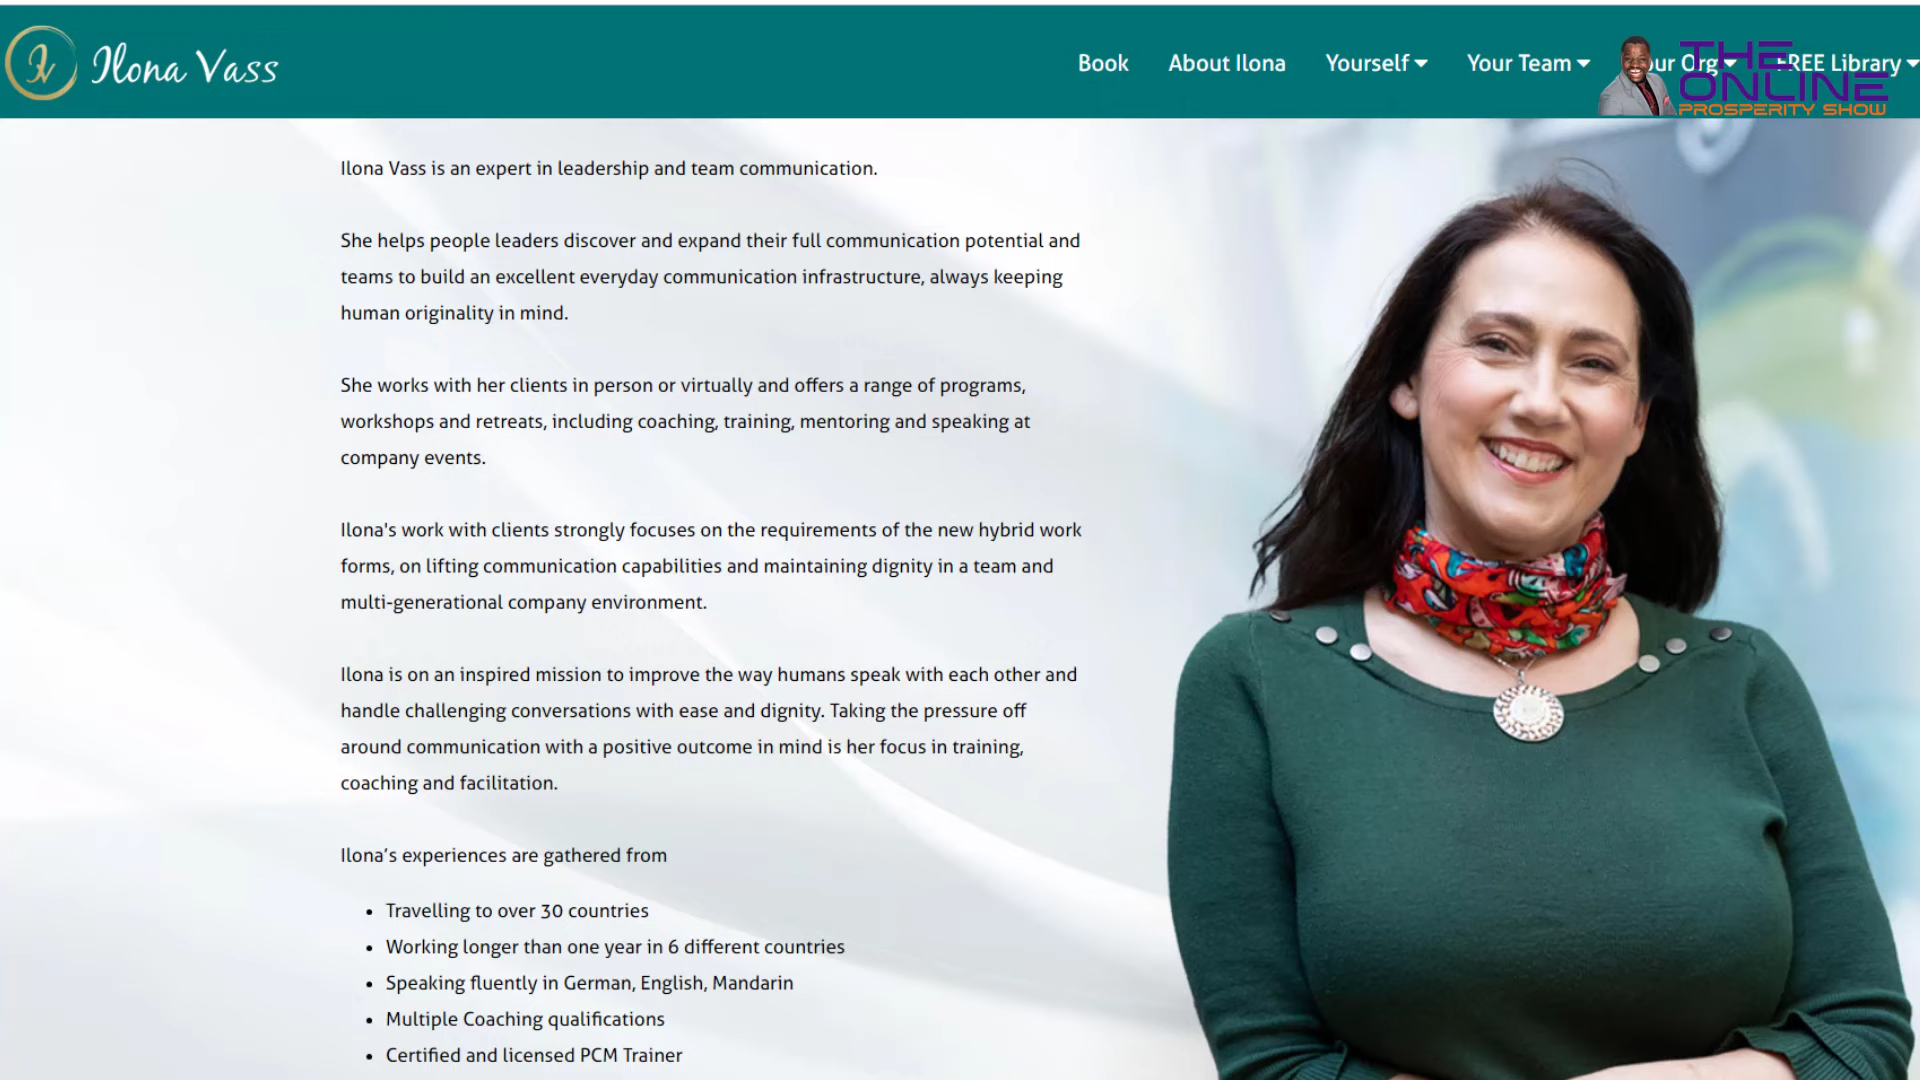 Ilona Vass
Book About Ilona Yourself Your Team our Org FREE Library
THE
ONLINE
PROSPERITY SHOW
Ilona Vass is an expert in leadership and team communication.
She helps people leaders discover and expand their full communication potential and
teams to build an excellent everyday communication infrastructure, always keeping
human originality in mind.
She works with her clients in person or virtually and offers a range of programs,
workshops and retreats, including coaching, training, mentoring and speaking at
company events.
Ilona's work with clients strongly focuses on the requirements of the new hybrid work
forms, on lifting communication capabilities and maintaining dignity in a team and
multi-generational company environment.
Ilona is on an inspired mission to improve the way humans speak with each other and
handle challenging conversations with ease and dignity. Taking the pressure off
around communication with a positive outcome in mind is her focus in training,
coaching and facilitation.
Ilona’s experiences are gathered from
• Travelling to over 30 countries
• Working longer than one year in 6 different countries
• Speaking fluently in German, English, Mandarin
• Multiple Coaching qualifications
• Certified and licensed PCM Trainer